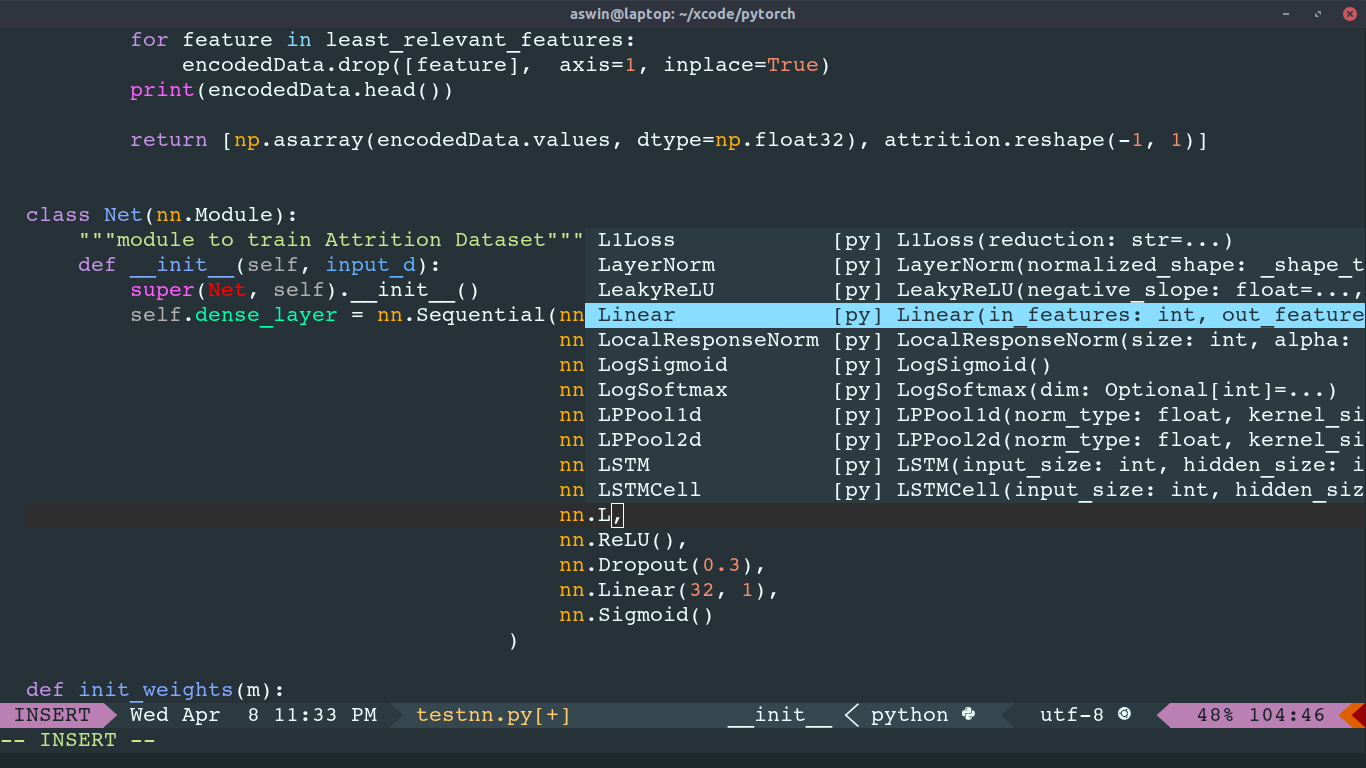 aswin@laptop: ~/xcode/pytorch
for feature in least_relevant_features:
encodedData.drop([feature],  axis=1, inplace=True)
print(encodedData.head())
return [np.asarray(encodedData.values, dtype=np.float32), attrition.reshape(-1, 1)]
class Net(nn.Module):
"""module to train Attrition Dataset""" L1Loss [py] L1Loss(reduction: str=...)
def __init__(self, input_d): LayerNorm [py] LayerNorm(normalized_shape: _shape_t
super(Net, self).__init__() LeakyReLU [py] LeakyReLU(negative_slope: float=...,
self.dense_layer = nn.Sequential(nn Linear [py] Linear(in_features: int, out_feature
nn LocalResponseNorm [py] LocalResponseNorm(size: int, alpha:
nn LogSigmoid [py] LogSigmoid()
nn LogSoftmax [py] LogSoftmax(dim: Optional[int]=...)
nn LPPool1d [py] LPPool1d(norm_type: float, kernel_si
nn LPPool2d [py] LPPool2d(norm_type: float, kernel_si
nn LSTM [py] LSTM(input_size: int, hidden_size: i
nn LSTMCell [py] LSTMCell(input_size: int, hidden_siz
nn.L,
nn.ReLU(),
nn.Dropout(0.3),
nn.Linear(32, 1),
nn.Sigmoid()
)
def init_weights(m):
INSERT Wed Apr  8 11:33 PM testnn.py[+] __init__ python utf-8 48% 104:46
-- INSERT --